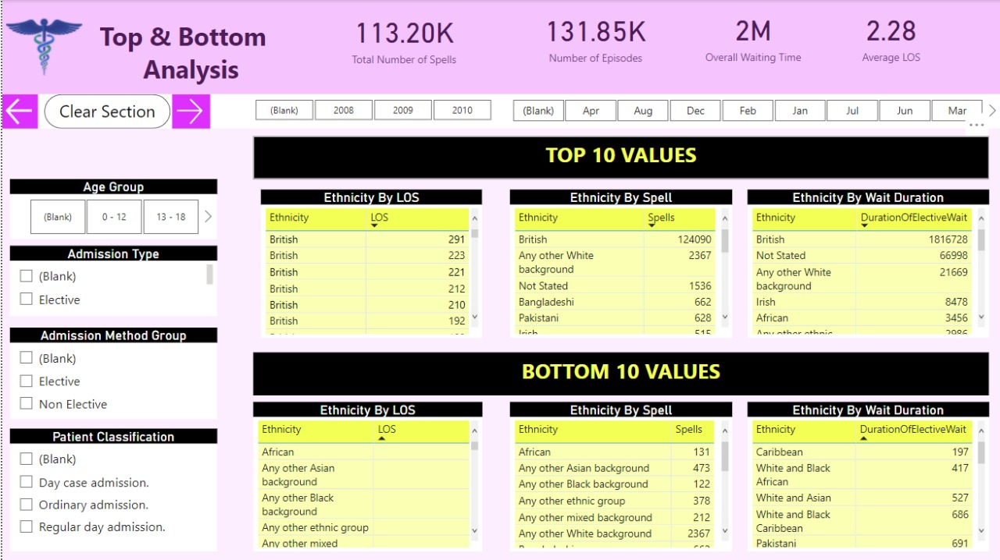 Top & Bottom
Analysis
113.20K
Total Number of Spells
131.85K
Number of Episodes
2M
Overall Waiting Time
2.28
Average LOS
Clear Section
(Blank)
2008
2009
2010
(Blank)
Apr
Aug
Dec
Feb
Jan
Jul
Jun
Mar
Age Group
(Blank)
0 - 12
13 - 18
Admission Type
(Blank)
Elective
Admission Method Group
(Blank)
Elective
Non Elective
Patient Classification
(Blank)
Day case admission.
Ordinary admission.
Regular day admission.
TOP 10 VALUES
Ethnicity By LOS
Ethnicity LOS
British 291
British 223
British 221
British 212
British 210
British 192
Ethnicity By Spell
Ethnicity Spells
British 124090
Any other White
background 2367
Not Stated 1536
Bangladeshi 662
Pakistani 628
Irish 515
Ethnicity By Wait Duration
Ethnicity DurationOfElectiveWait
British 1816728
Not Stated 66998
Any other White
background 21669
Irish 8478
African 3456
Any other ethnic 2986
BOTTOM 10 VALUES
Ethnicity By LOS
Ethnicity LOS
African
Any other Asian
background
Any other Black
background
Any other ethnic group
Any other mixed
Ethnicity By Spell
Ethnicity Spells
African 131
Any other Asian background 473
Any other Black background 122
Any other ethnic group 378
Any other mixed background 212
Any other White background 2367
Ethnicity By Wait Duration
Ethnicity DurationOfElectiveWait
Caribbean 197
White and Black
African 417
White and Asian 527
White and Black
Caribbean 686
Pakistani 691